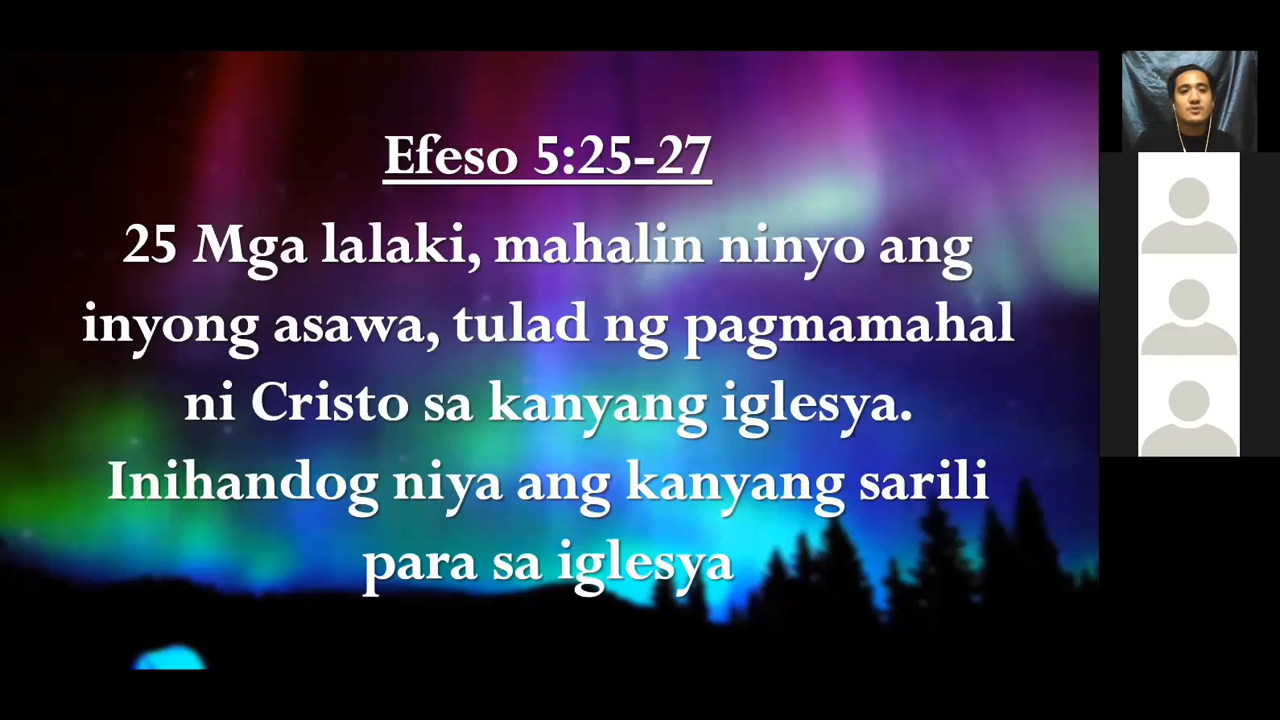 Efeso 5:25-27
25 Mga lalaki, mahalin ninyo ang
inyong asawa, tulad ng pagmamahal
ni Cristo sa kanyang iglesya.
Inihandog niya ang kanyang sarili
para sa iglesya